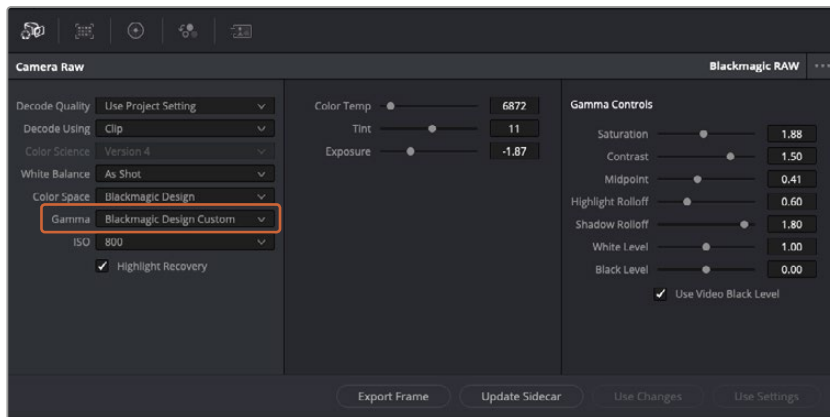 Camera Raw
Blackmagic RAW
Decode Quality Use Project Setting
Decode Using Clip
Color Science Version 4
White Balance As Shot
Color Space Blackmagic Design
Gamma Blackmagic Design Custom
ISO 800
Highlight Recovery
Color Temp 6872
Tint 11
Exposure -1.87
Gamma Controls
Saturation 1.88
Contrast 1.50
Midpoint 0.41
Highlight Rolloff 0.60
Shadow Rolloff 1.80
White Level 1.00
Black Level 0.00
Use Video Black Level
Export Frame
Update Sidecar
Use Changes
Use Settings